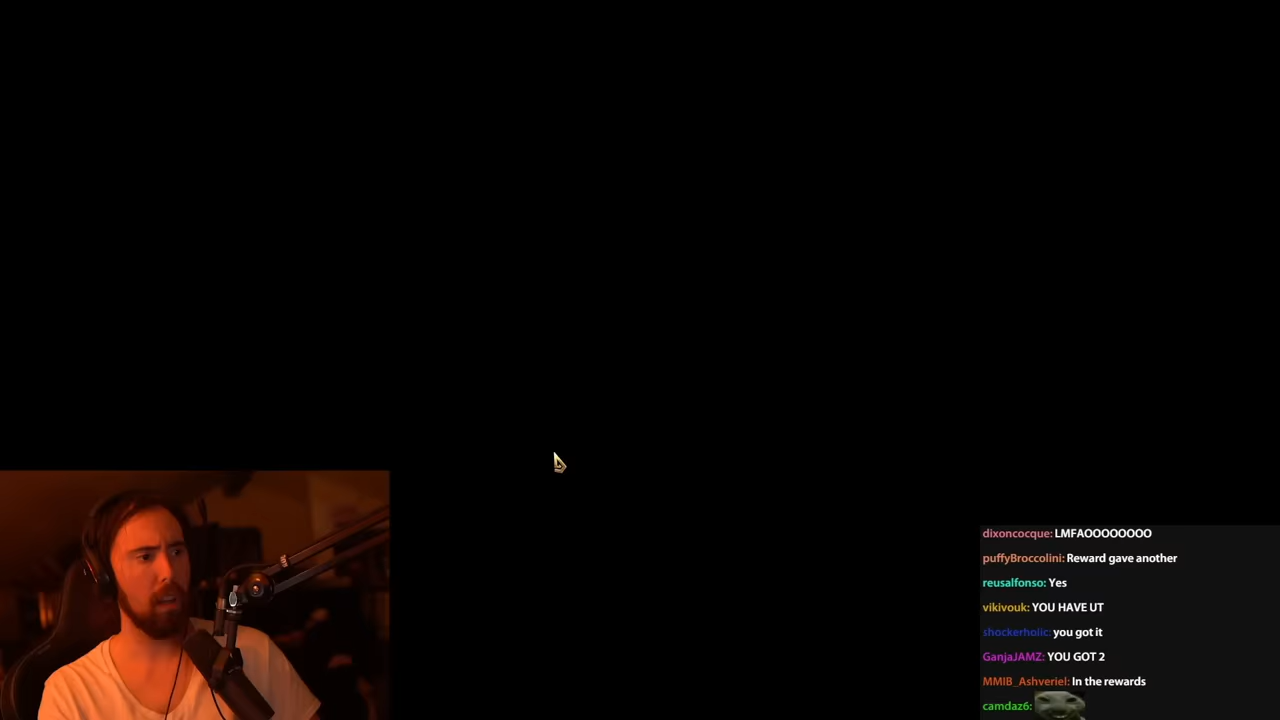 dixoncocque: LMFAOOOOOOOO
puffyBroccolini: Reward gave another
reusalfonso: Yes
vikivouk: YOU HAVE UT
shockerholic: you got it
GanjaJAMZ: YOU GOT 2
MMIB_Ashveriel: In the rewards
camdaz6: